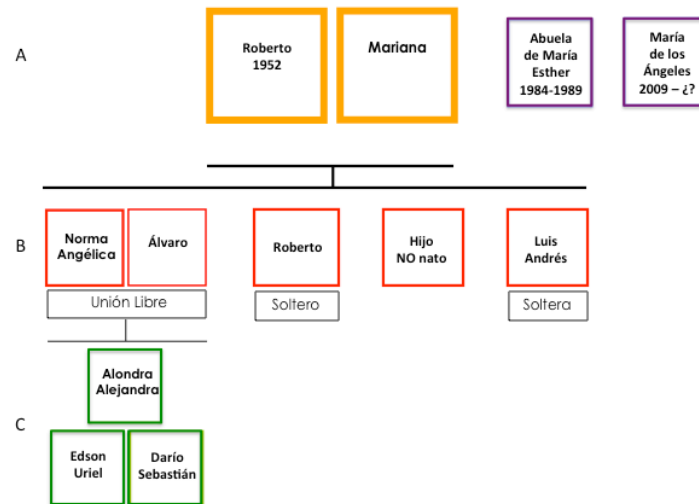 A
Roberto
1952
Mariana
Abuela
de María
Esther
1984-1989
María
de los
Ángeles
2009 – ¿?
B
Norma
Angélica
Álvaro
Roberto
Hijo
NO nato
Luis
Andrés
Unión Libre
Soltero
Soltera
Alondra
Alejandra
C
Edson
Uriel
Darío
Sebastián